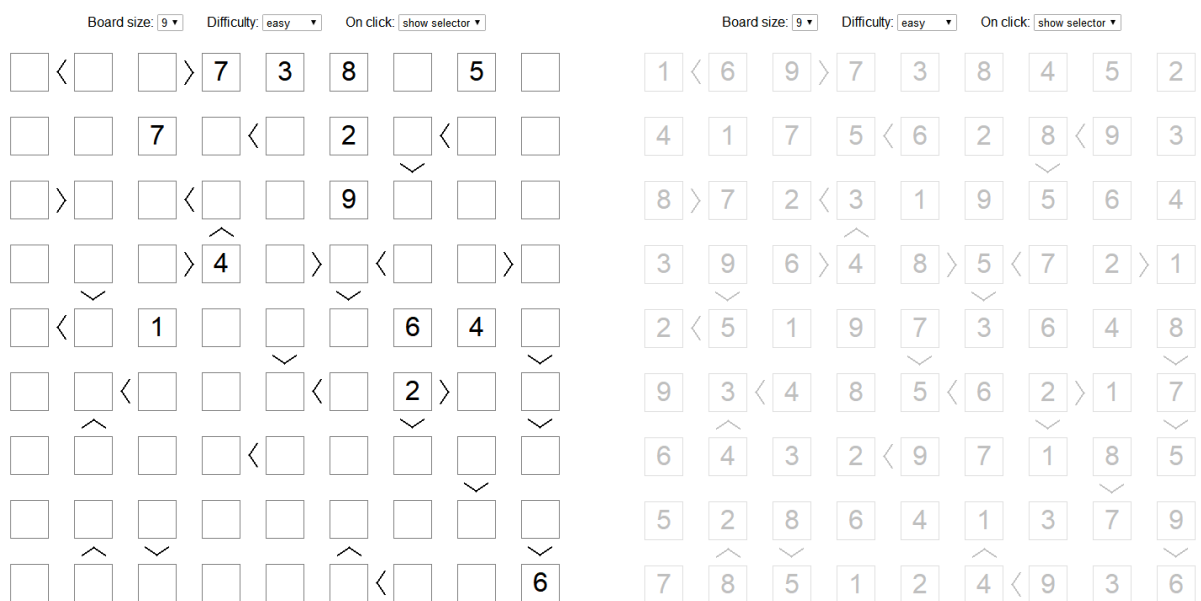 Board size: 9 ▾ Difficulty: easy ▾ On click: show selector ▾ Board size: 9 ▾ Difficulty: easy ▾ On click: show selector ▾
7 3 8 5 1 6 9 7 3 8 4 5 2
7 2 4 1 7 5 6 2 8 9 3
9 8 7 2 3 1 9 5 6 4
4 3 9 6 4 8 5 7 2 1
1 6 4 2 5 1 9 7 3 6 4 8
2 9 3 4 8 5 6 2 1 7
6 4 3 2 9 7 1 8 5
5 2 8 6 4 1 3 7 9
6 7 8 5 1 2 4 9 3 6